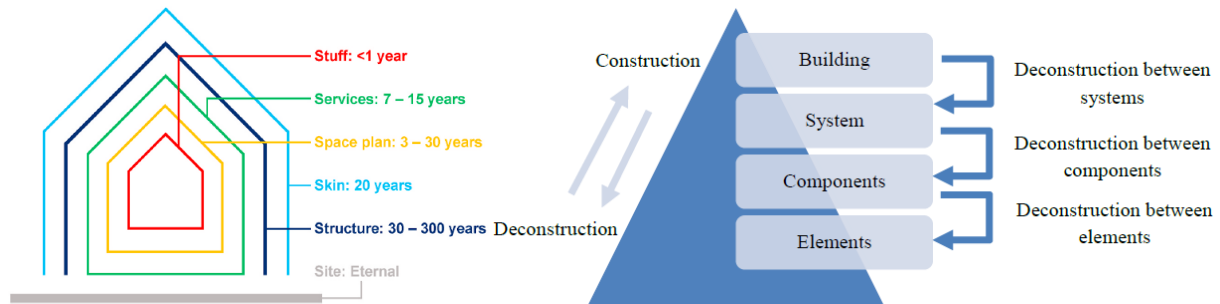 Stuff: <1 year
Services: 7 – 15 years
Space plan: 3 – 30 years
Skin: 20 years
Structure: 30 – 300 years
Site: Eternal
Construction
Deconstruction
Building
System
Components
Elements
Deconstruction between
systems
Deconstruction between
components
Deconstruction between
elements